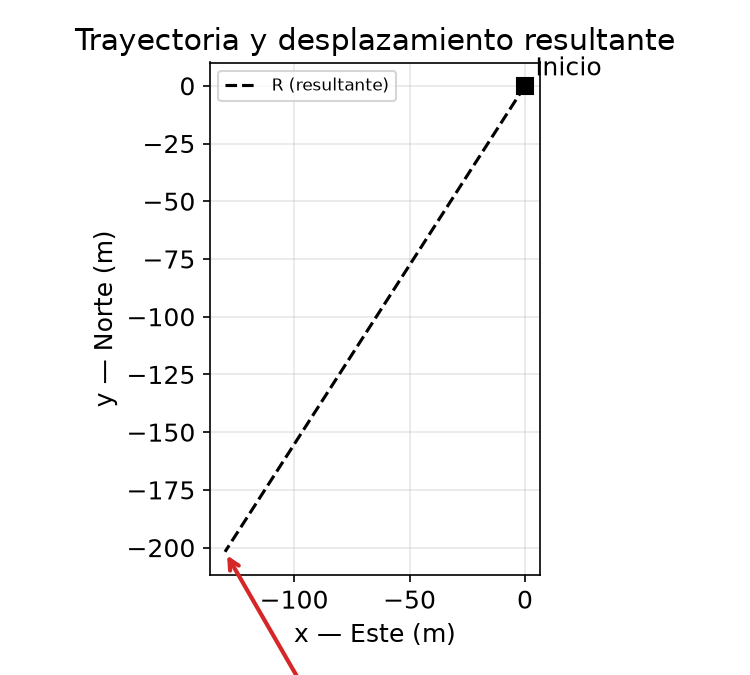 Trayectoria y desplazamiento resultante
Inicio
R (resultante)
0
−25
−50
−75
−100
−125
−150
−175
−200
y — Norte (m)
−100 −50 0
x — Este (m)